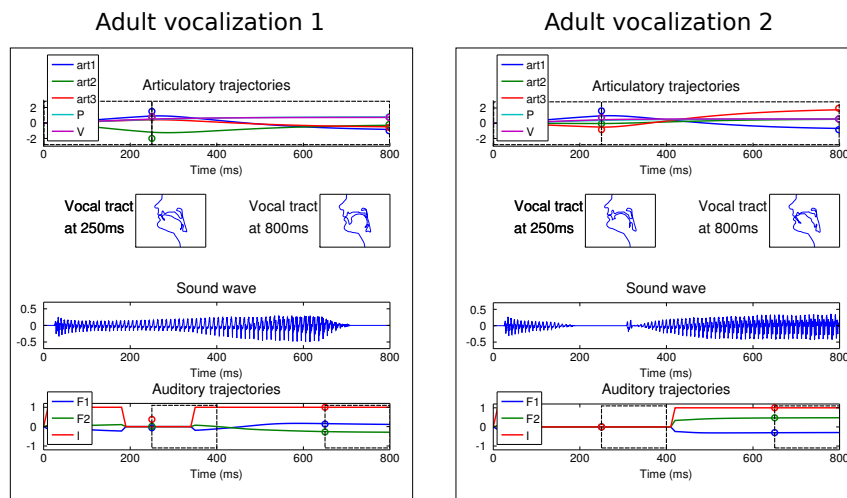 Adult vocalization 1
Articulatory trajectories
art1
art2
art3
P
V
2
0
-2
0 200 400 600 800
Time (ms)
Vocal tract
at 250ms
Vocal tract
at 800ms
Sound wave
0.5
0
-0.5
0 200 400 600 800
Auditory trajectories
F1
F2
I
1
0
-1
0 200 400 600 800
Time (ms)
Adult vocalization 2
Articulatory trajectories
art1
art2
art3
P
V
2
0
-2
0 200 400 600 800
Time (ms)
Vocal tract
at 250ms
Vocal tract
at 800ms
Sound wave
0.5
0
-0.5
0 200 400 600 800
Auditory trajectories
F1
F2
I
1
0
-1
0 200 400 600 800
Time (ms)